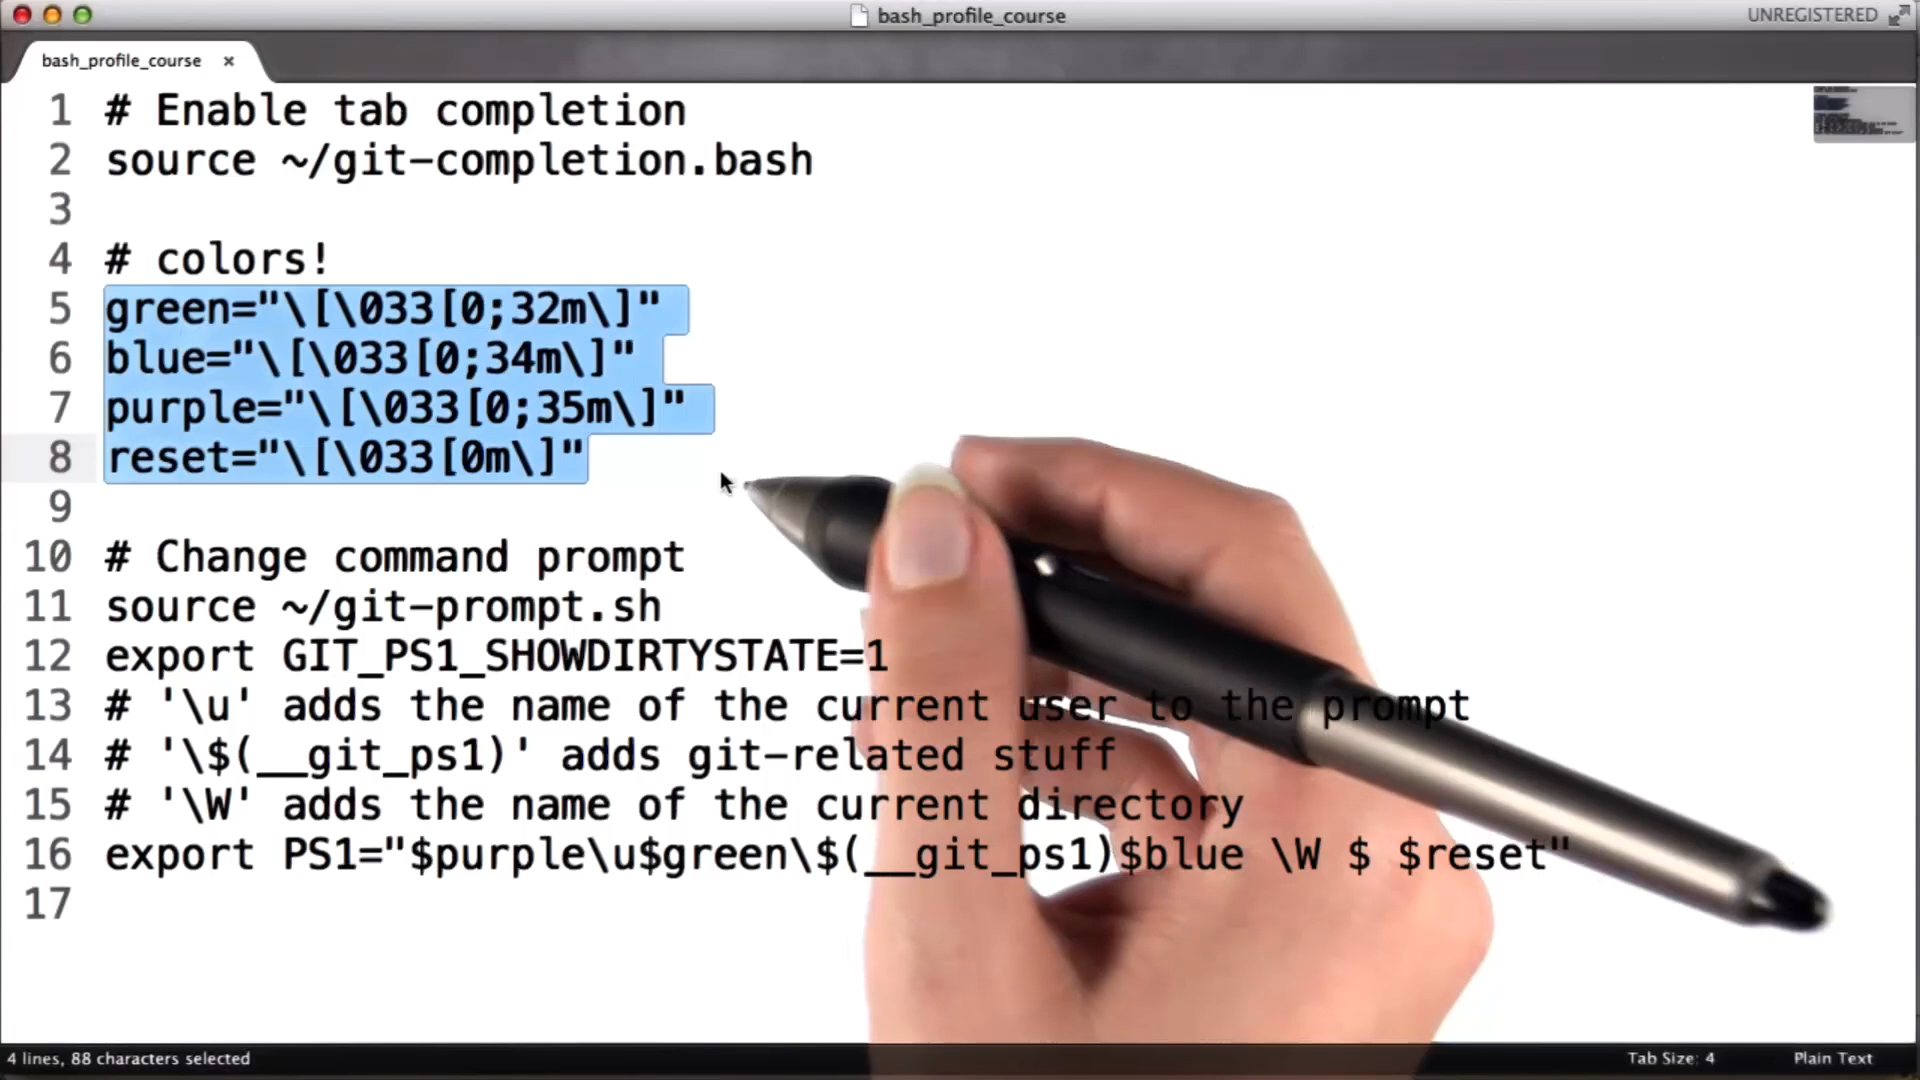 bash_profile_course
UNREGISTERED
bash_profile_course ×
1 # Enable tab completion
2 source ~/git-completion.bash
3
4 # colors!
5 green="\[\033[0;32m\]"
6 blue="\[\033[0;34m\]"
7 purple="\[\033[0;35m\]"
8 reset="\[\033[0m\]"
9
10 # Change command prompt
11 source ~/git-prompt.sh
12 export GIT_PS1_SHOWDIRTYSTATE=1
13 # '\u' adds the name of the current user to the prompt
14 # '\$(__git_ps1)' adds git-related stuff
15 # '\W' adds the name of the current directory
16 export PS1="$purple\u$green\$(__git_ps1)$blue \W $ $reset"
17
4 lines, 88 characters selected
Tab Size: 4
Plain Text